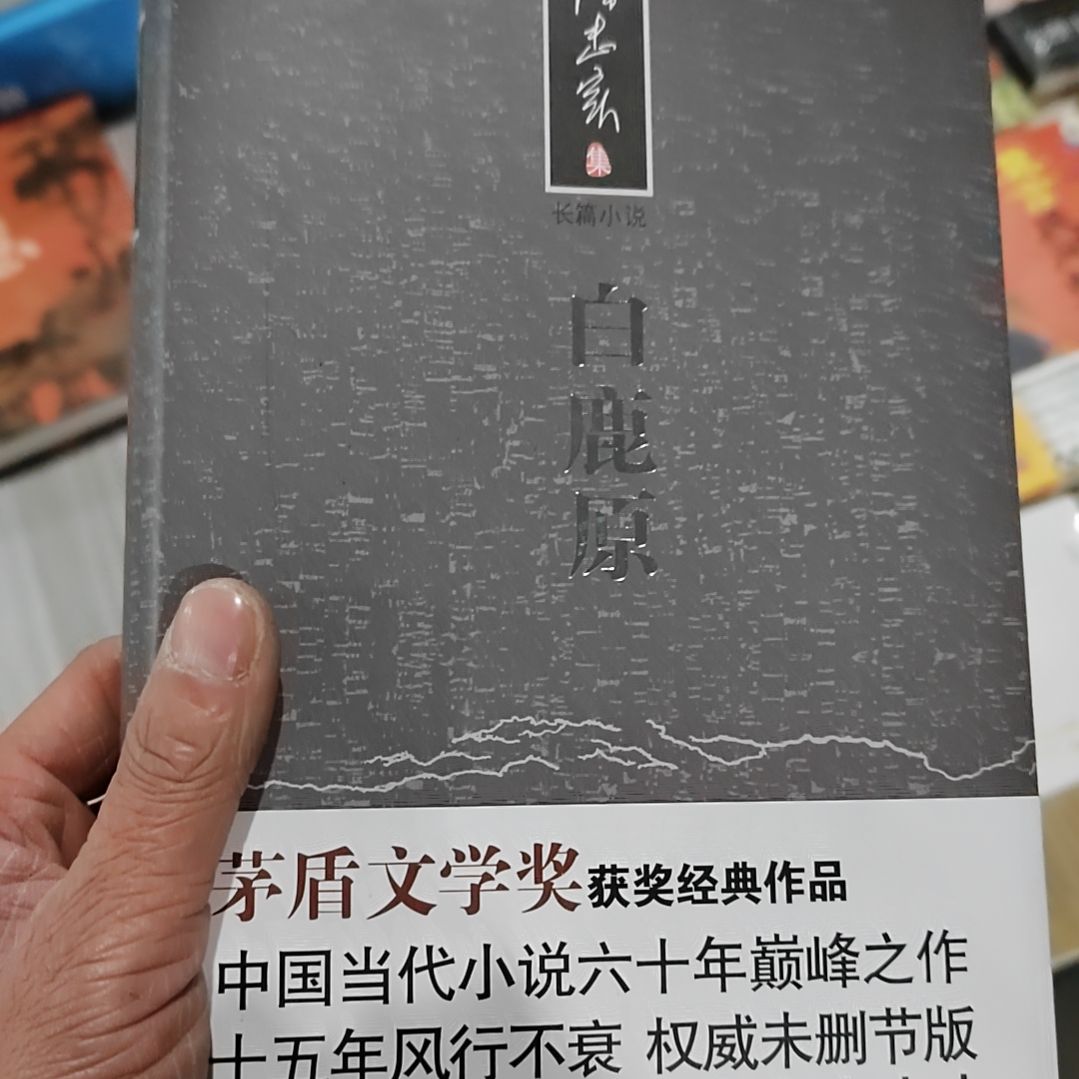 忠实
集
长篇小说
白鹿原
茅盾文学奖获奖经典作品
中国当代小说六十年巅峰之作
十五年风行不衰 权威未删节版